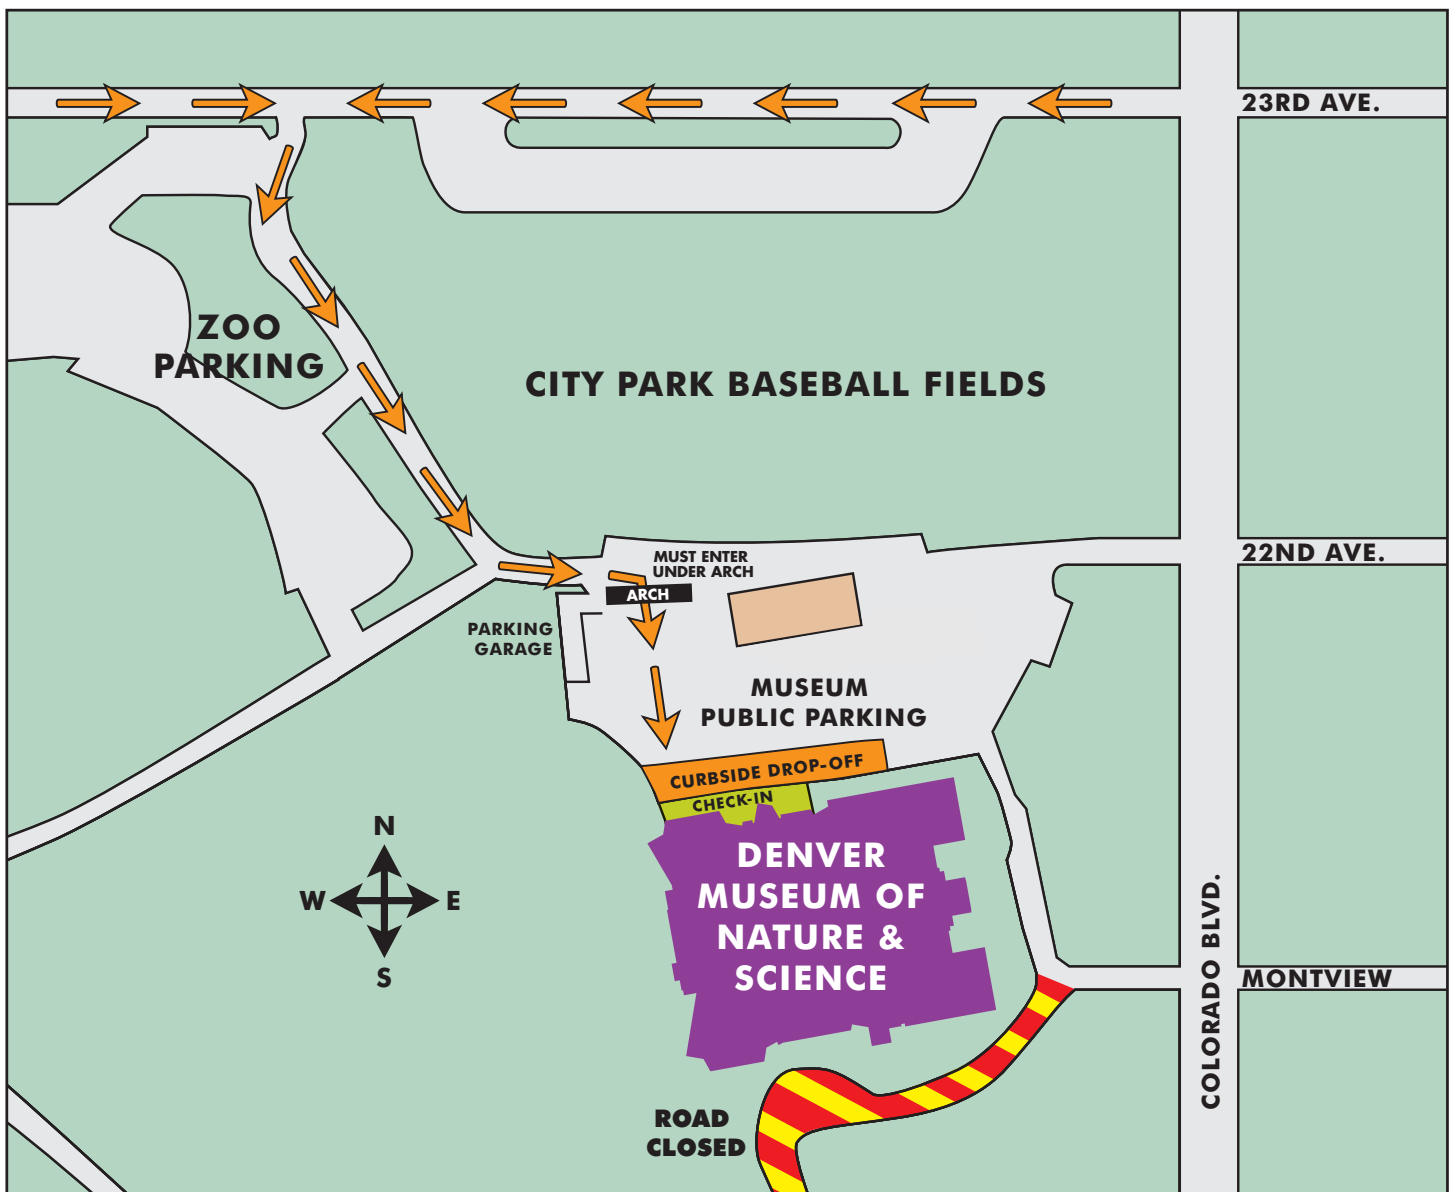 23RD AVE.
ZOO
PARKING
CITY PARK BASEBALL FIELDS
22ND AVE.
MUST ENTER
UNDER ARCH
ARCH
PARKING
GARAGE
MUSEUM
PUBLIC PARKING
CURBSIDE DROP-OFF
CHECK-IN
N
W
E
S
DENVER
MUSEUM OF
NATURE &
SCIENCE
MONTVIEW
COLORADO BLVD.
ROAD
CLOSED